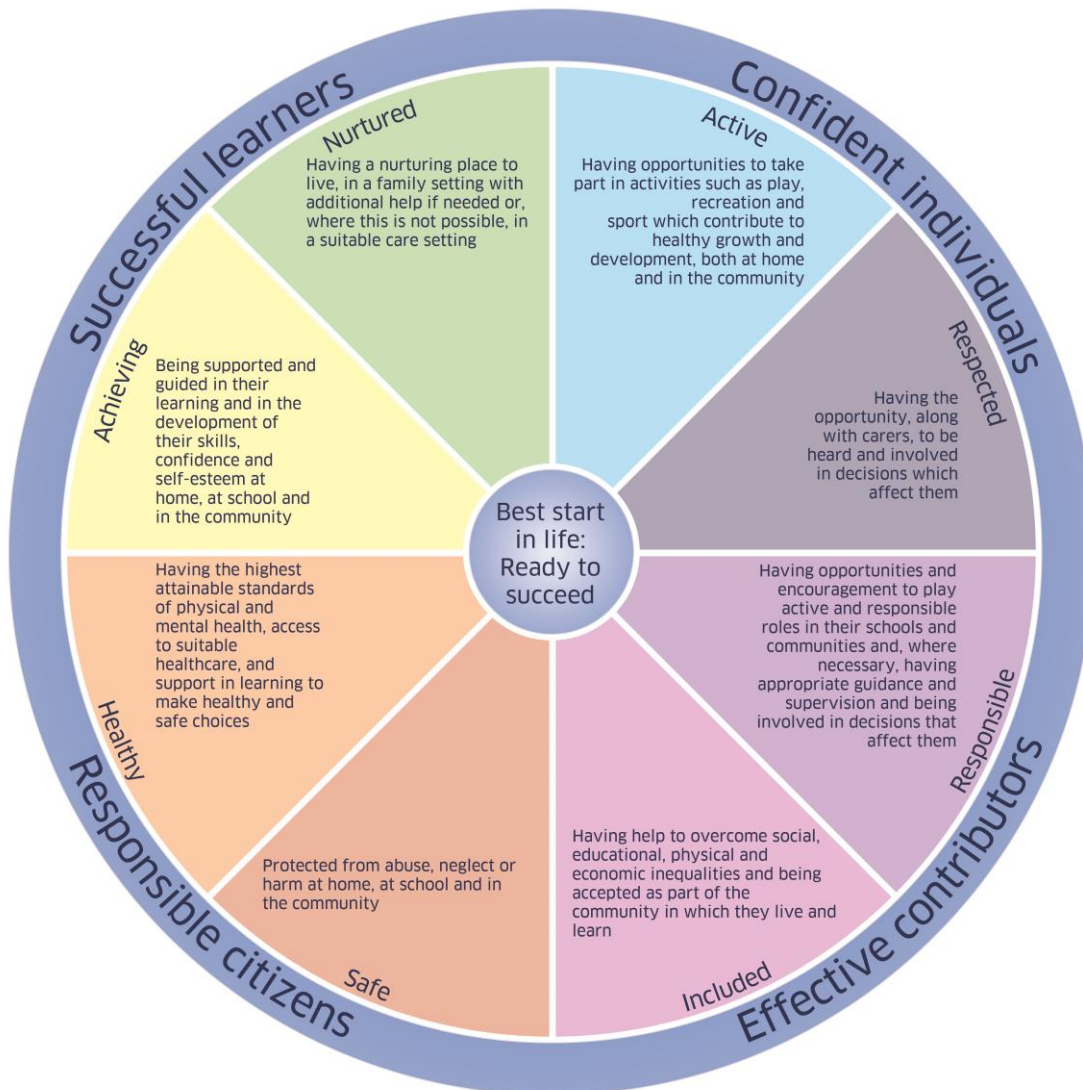 Successful learners
Confident individuals
Nurtured
Having a nurturing place to
live, in a family setting with
additional help if needed or,
where this is not possible, in
a suitable care setting
Active
Having opportunities to take
part in activities such as play,
recreation and
sport which contribute to
healthy growth and
development, both at home
and in the community
Achieving
Being supported and
guided in their
learning and in the
development of
their skills,
confidence and
self-esteem at
home, at school and
in the community
Respected
Having the
opportunity, along
with carers, to be
heard and involved
in decisions which
affect them
Best start
in life:
Ready to
succeed
Healthy
Having the highest
attainable standards
of physical and
mental health, access
to suitable
healthcare, and
support in learning to
make healthy and
safe choices
Responsible
Having opportunities and
encouragement to play
active and responsible
roles in their schools and
communities and, where
necessary, having
appropriate guidance and
supervision and being
involved in decisions that
affect them
Safe
Protected from abuse, neglect or
harm at home, at school and in
the community
Included
Having help to overcome social,
educational, physical and
economic inequalities and being
accepted as part of the
community in which they live and
learn
Responsible citizens
Effective contributors